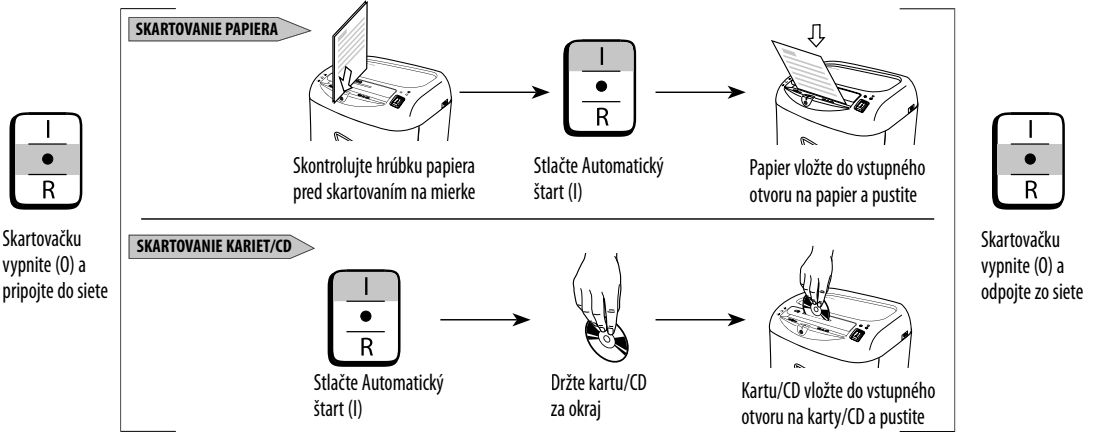 I
●
R
Skartovačku
vypnite (O) a
pripojte do siete
SKARTOVANIE PAPIERA
Skontrolujte hrúbku papiera
pred skartovaním na mierke
I
●
R
Stlačte Automatický
štart (I)
Papier vložte do vstupného
otvoru na papier a pustite
SKARTOVANIE KARIET/CD
I
●
R
Stlačte Automatický
štart (I)
Držte kartu/CD
za okraj
Kartu/CD vložte do vstupného
otvoru na karty/CD a pustite
I
●
R
Skartovačku
vypnite (O) a
odpojte zo siete